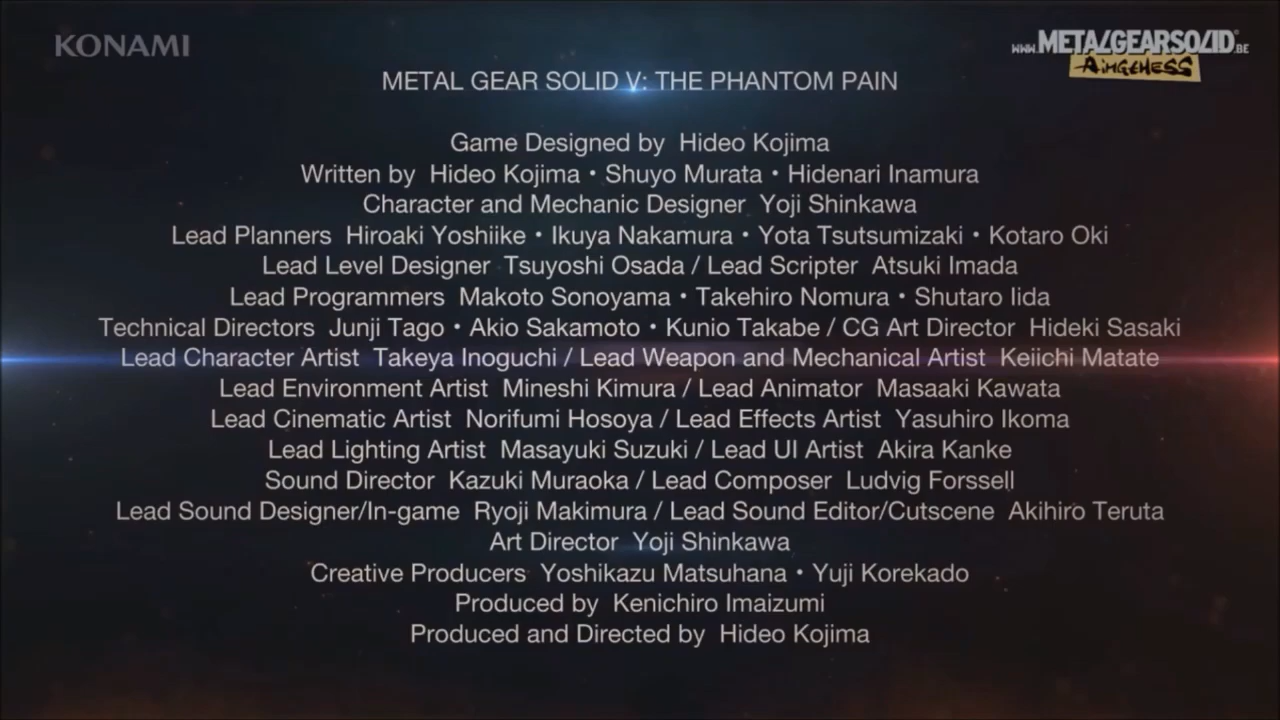 KONAMI
WWW.METALGEARSOLID.BE
AIMGEHESS
METAL GEAR SOLID V: THE PHANTOM PAIN
Game Designed by Hideo Kojima
Written by Hideo Kojima・Shuyo Murata・Hidenari Inamura
Character and Mechanic Designer Yoji Shinkawa
Lead Planners Hiroaki Yoshiike・Ikuya Nakamura・Yota Tsutsumizaki・Kotaro Oki
Lead Level Designer Tsuyoshi Osada / Lead Scripter Atsuki Imada
Lead Programmers Makoto Sonoyama・Takehiro Nomura・Shutaro Iida
Technical Directors Junji Tago・Akio Sakamoto・Kunio Takabe / CG Art Director Hideki Sasaki
Lead Character Artist Takeya Inoguchi / Lead Weapon and Mechanical Artist Keiichi Matate
Lead Environment Artist Mineshi Kimura / Lead Animator Masaaki Kawata
Lead Cinematic Artist Norifumi Hosoya / Lead Effects Artist Yasuhiro Ikoma
Lead Lighting Artist Masayuki Suzuki / Lead UI Artist Akira Kanke
Sound Director Kazuki Muraoka / Lead Composer Ludvig Forssell
Lead Sound Designer/In-game Ryoji Makimura / Lead Sound Editor/Cutscene Akihiro Teruta
Art Director Yoji Shinkawa
Creative Producers Yoshikazu Matsuhana・Yuji Korekado
Produced by Kenichiro Imaizumi
Produced and Directed by Hideo Kojima